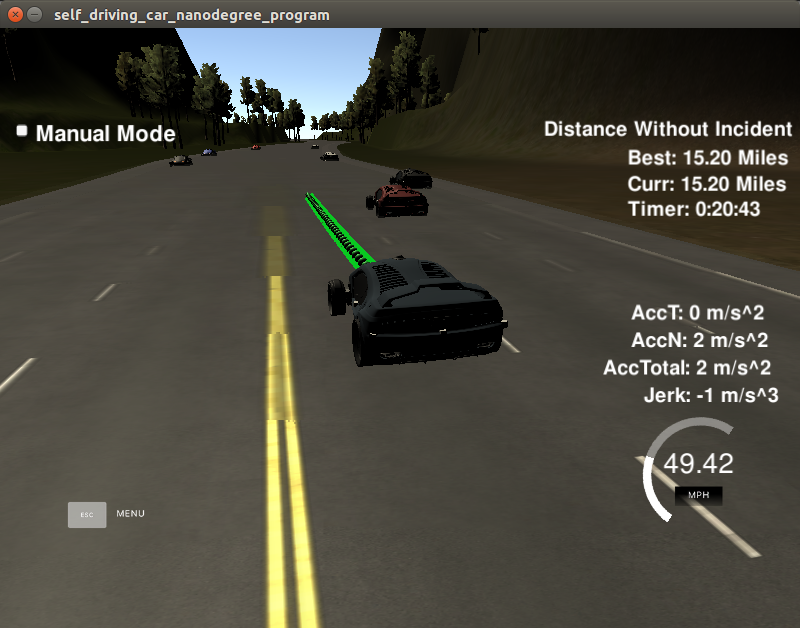 self_driving_car_nanodegree_program
Manual Mode
Distance Without Incident
Best: 15.20 Miles
Curr: 15.20 Miles
Timer: 0:20:43
AccT: 0 m/s^2
AccN: 2 m/s^2
AccTotal: 2 m/s^2
Jerk: -1 m/s^3
49.42
MPH
ESC MENU